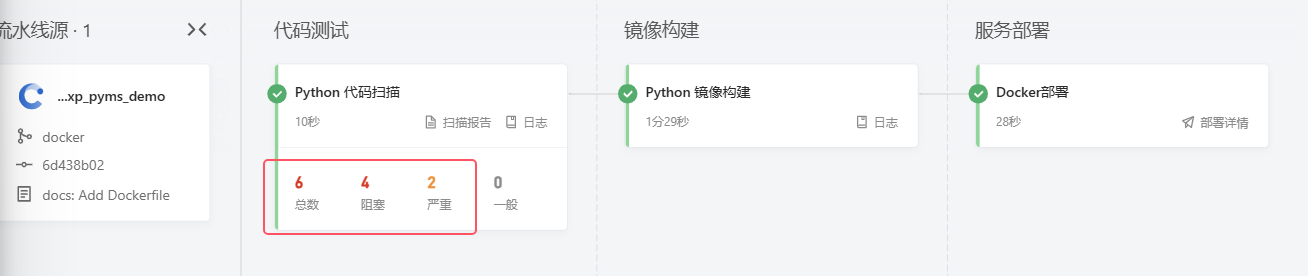 流水线源 · 1
...xp_pyms_demo
docker
6d438b02
docs: Add Dockerfile
代码测试
Python 代码扫描
10秒 扫描报告 日志
6 4 2 0
总数 阻塞 严重 一般
镜像构建
Python 镜像构建
1分29秒 日志
服务部署
Docker部署
28秒 部署详情